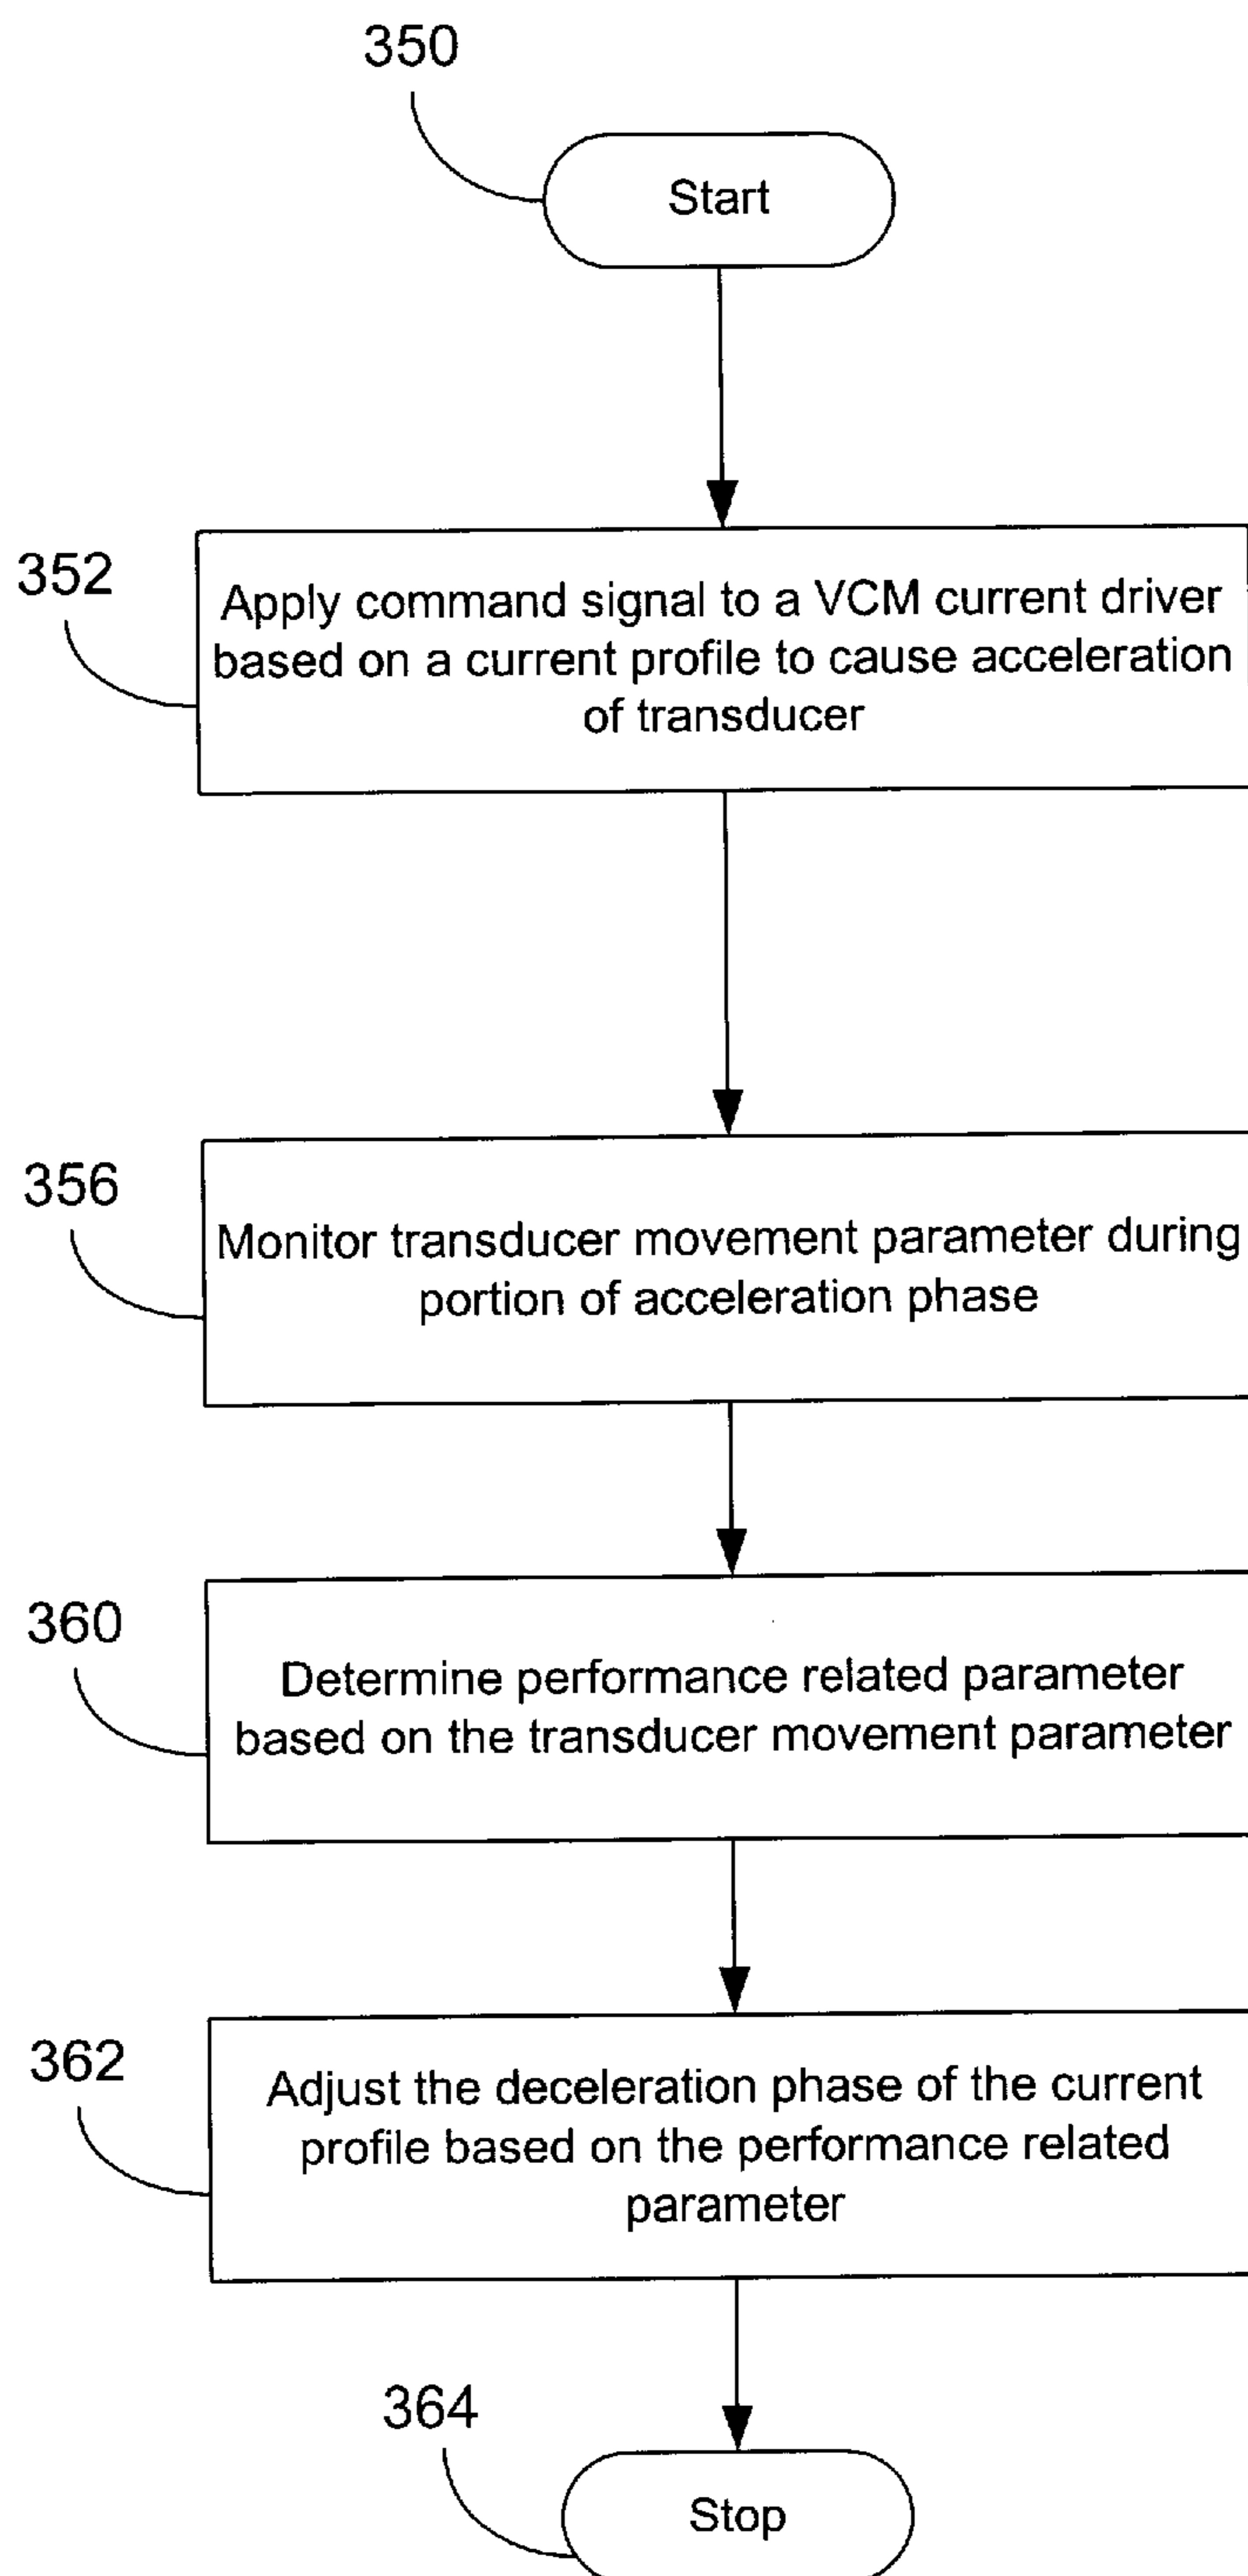 350
Start
352
Apply command signal to a VCM current driver
based on a current profile to cause acceleration
of transducer
356
Monitor transducer movement parameter during
portion of acceleration phase
360
Determine performance related parameter
based on the transducer movement parameter
362
Adjust the deceleration phase of the current
profile based on the performance related
parameter
364
Stop